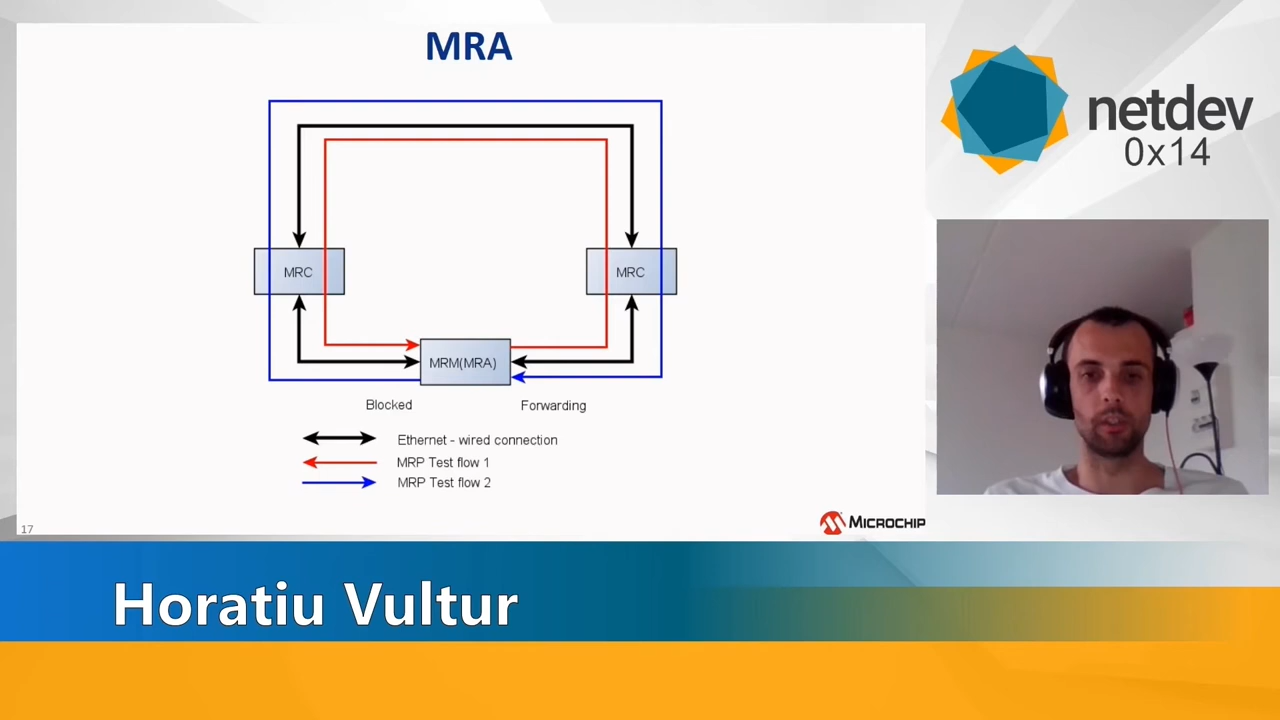 MRA
MRC
MRC
MRM(MRA)
Blocked
Forwarding
Ethernet - wired connection
MRP Test flow 1
MRP Test flow 2
17
MICROCHIP
netdev
0x14
Horatiu Vultur